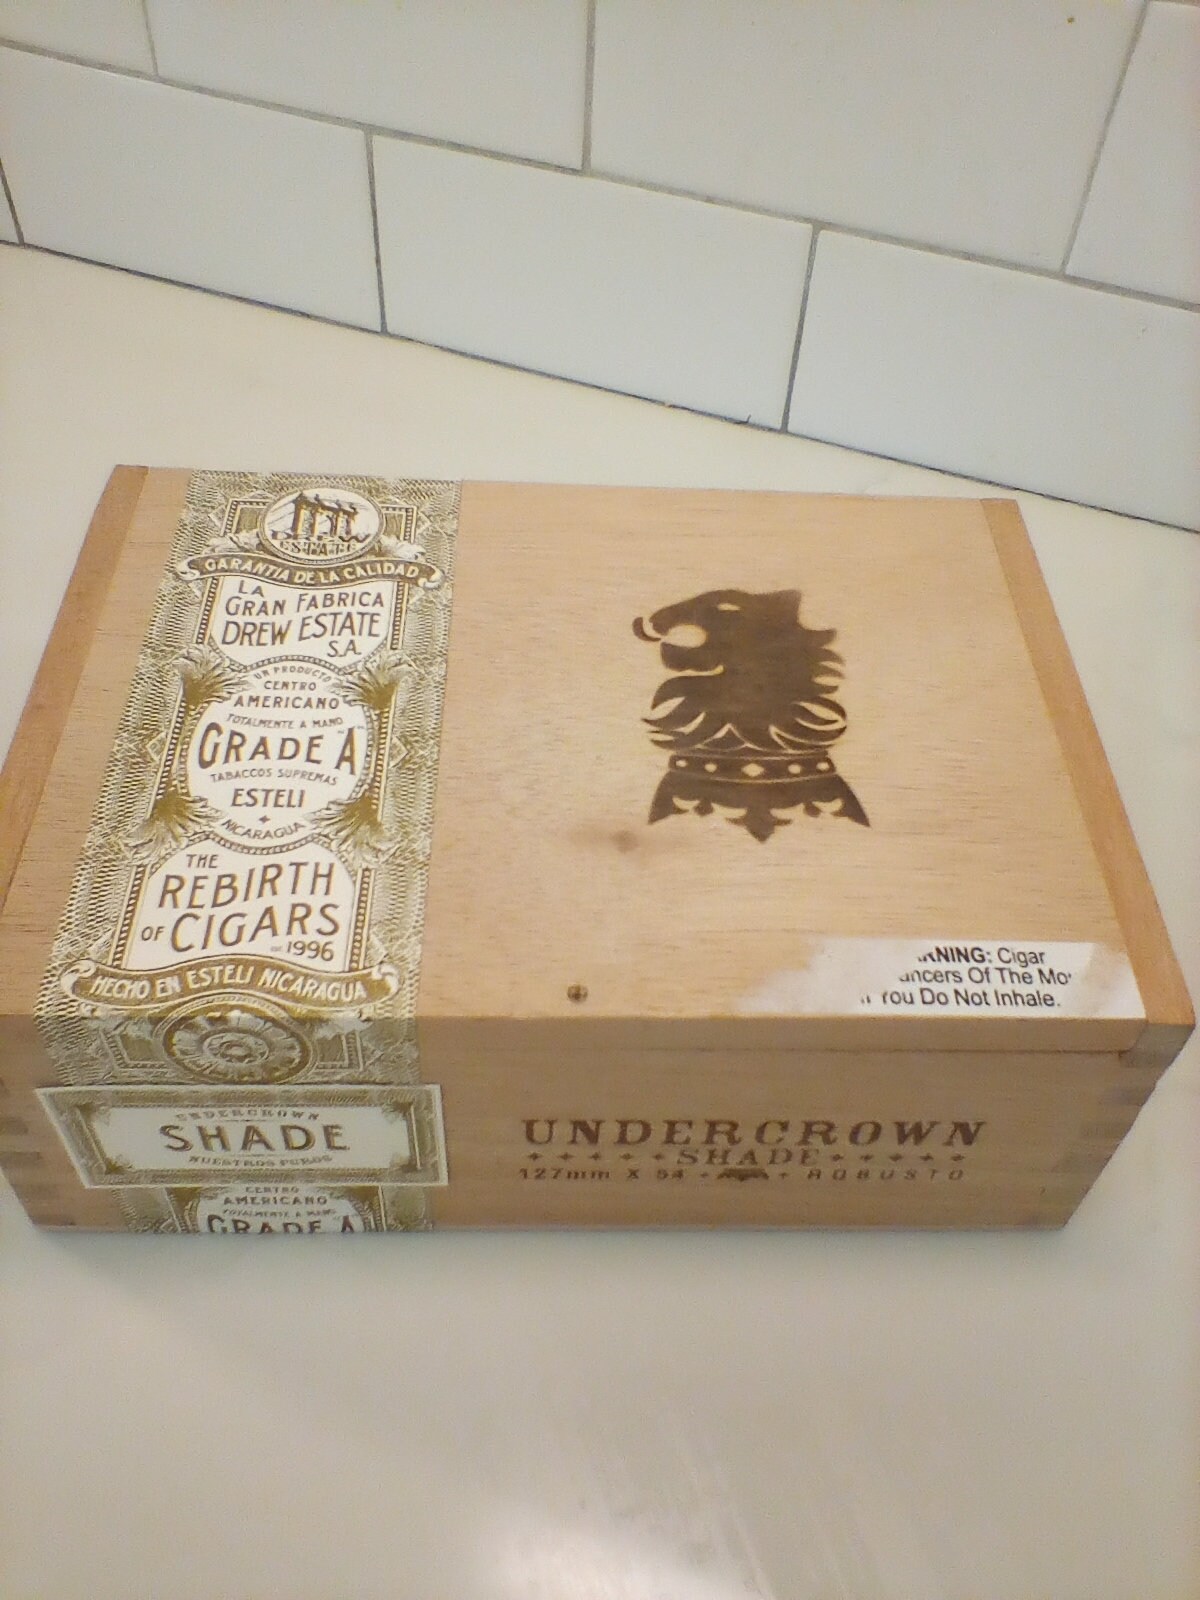 DREW
ESTATE
GARANTIA DE LA CALIDAD
LA
GRAN FABRICA
DREW ESTATE
S.A.
UN PRODUCTO
CENTRO
AMERICANO
TOTALMENTE A MANO
GRADE "A"
TABACCOS SUPREMAS
ESTELI
NICARAGUA
THE
REBIRTH
OF CIGARS
1996
HECHO EN ESTELI NICARAGUA
UNDERCROWN
SHADE
NUESTROS PUROS
CENTRO
AMERICANO
TOTALMENTE A MANO
GRADE A
NING: Cigar
ancers Of The Mo
You Do Not Inhale.
UNDERCROWN
SHADE
127mm X 54 ROBUSTO